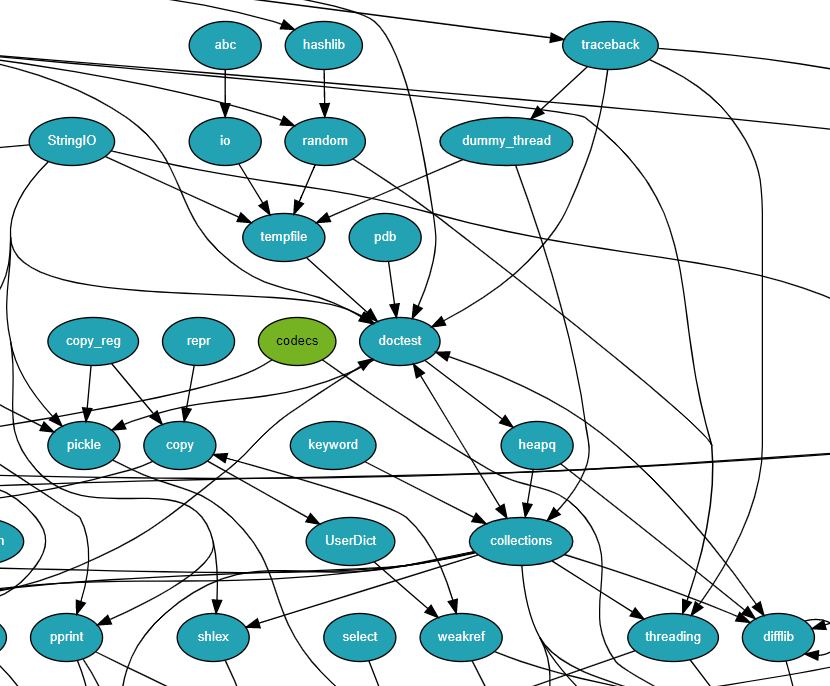 abc
hashlib
traceback
StringIO
io
random
dummy_thread
tempfile
pdb
copy_reg
repr
codecs
doctest
pickle
copy
keyword
heapq
UserDict
collections
pprint
shlex
select
weakref
threading
difflib